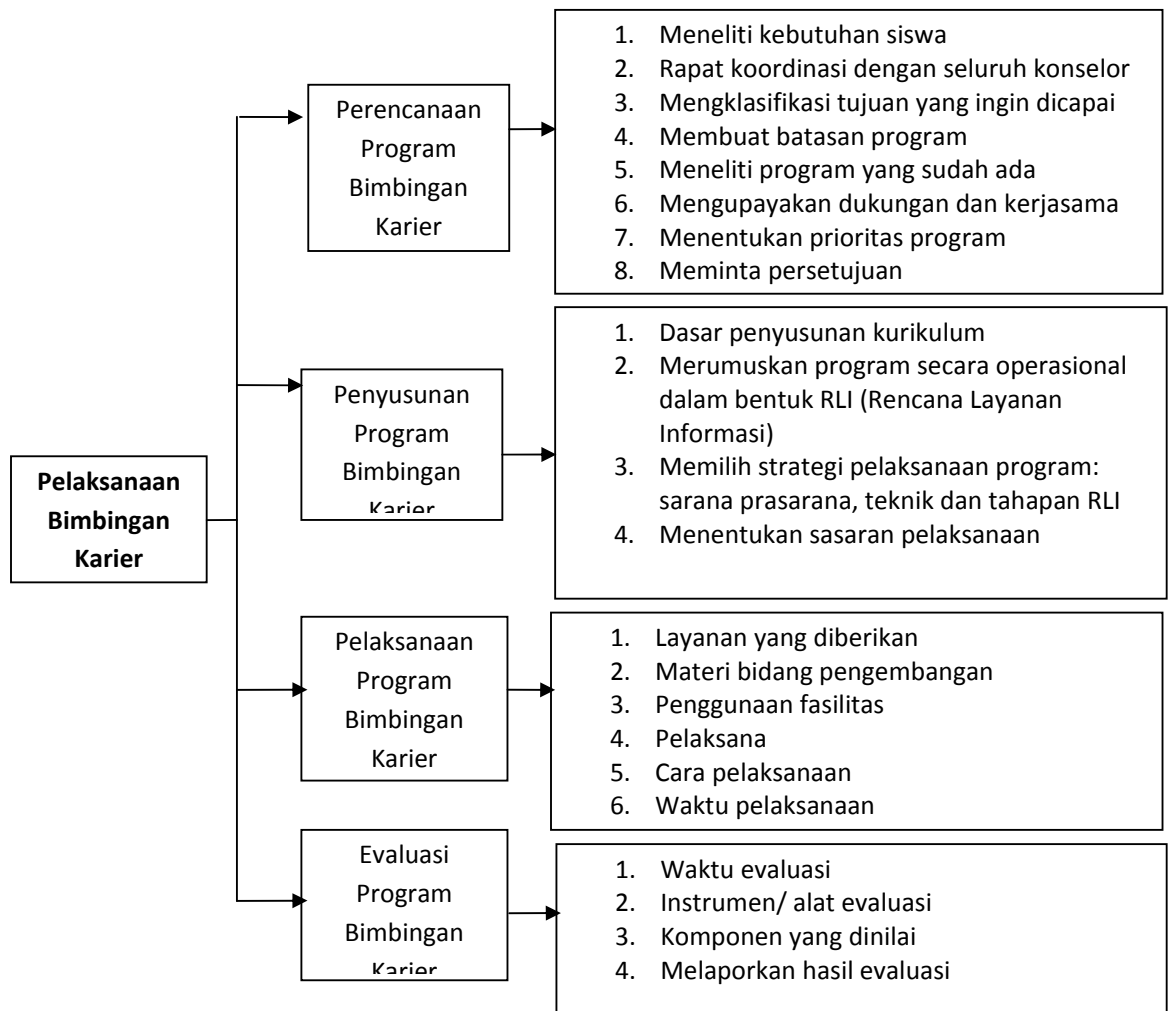 Pelaksanaan
Bimbingan
Karier
Perencanaan
Program
Bimbingan
Karier
1. Meneliti kebutuhan siswa
2. Rapat koordinasi dengan seluruh konselor
3. Mengklasifikasi tujuan yang ingin dicapai
4. Membuat batasan program
5. Meneliti program yang sudah ada
6. Mengupayakan dukungan dan kerjasama
7. Menentukan prioritas program
8. Meminta persetujuan
Penyusunan
Program
Bimbingan
Karier
1. Dasar penyusunan kurikulum
2. Merumuskan program secara operasional
dalam bentuk RLI (Rencana Layanan
Informasi)
3. Memilih strategi pelaksanaan program:
sarana prasarana, teknik dan tahapan RLI
4. Menentukan sasaran pelaksanaan
Pelaksanaan
Program
Bimbingan
Karier
1. Layanan yang diberikan
2. Materi bidang pengembangan
3. Penggunaan fasilitas
4. Pelaksana
5. Cara pelaksanaan
6. Waktu pelaksanaan
Evaluasi
Program
Bimbingan
Karier
1. Waktu evaluasi
2. Instrumen/ alat evaluasi
3. Komponen yang dinilai
4. Melaporkan hasil evaluasi